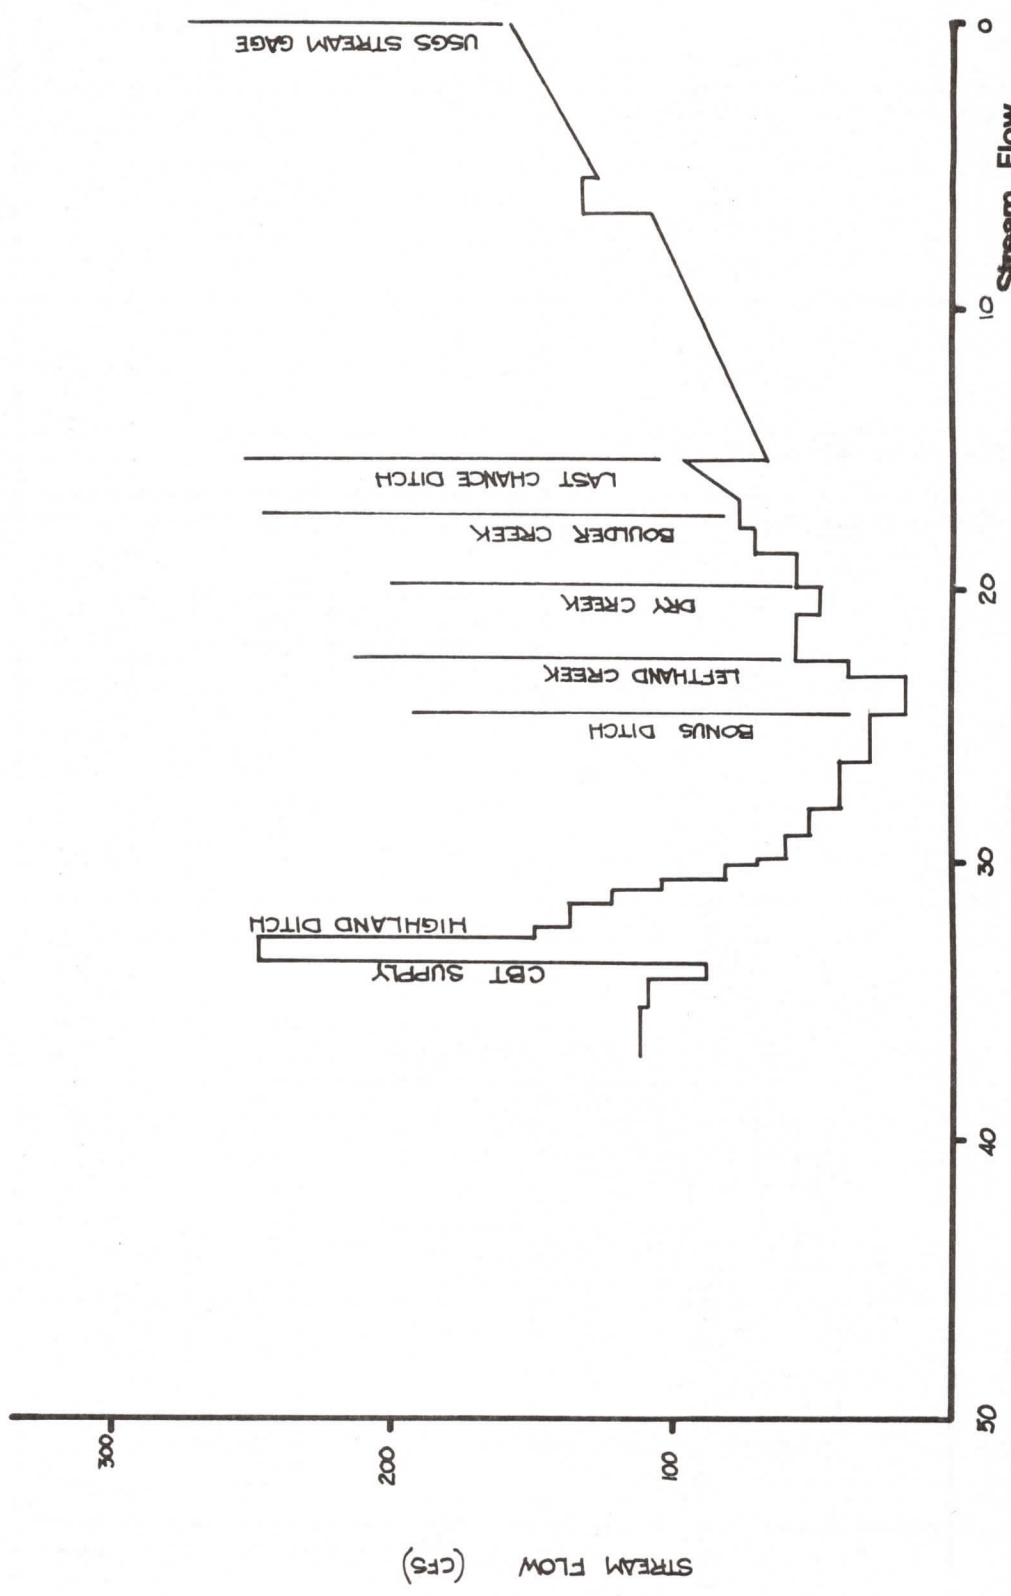 STREAM FLOW (CFS)
300
200
100
50
40
30
20
10
0
CBT SUPPLY
HIGHLAND DITCH
BONUS DITCH
LEFTHAND CREEK
DRY CREEK
BOULDER CREEK
LAST CHANCE DITCH
USGS STREAM GAGE
Stream Flow